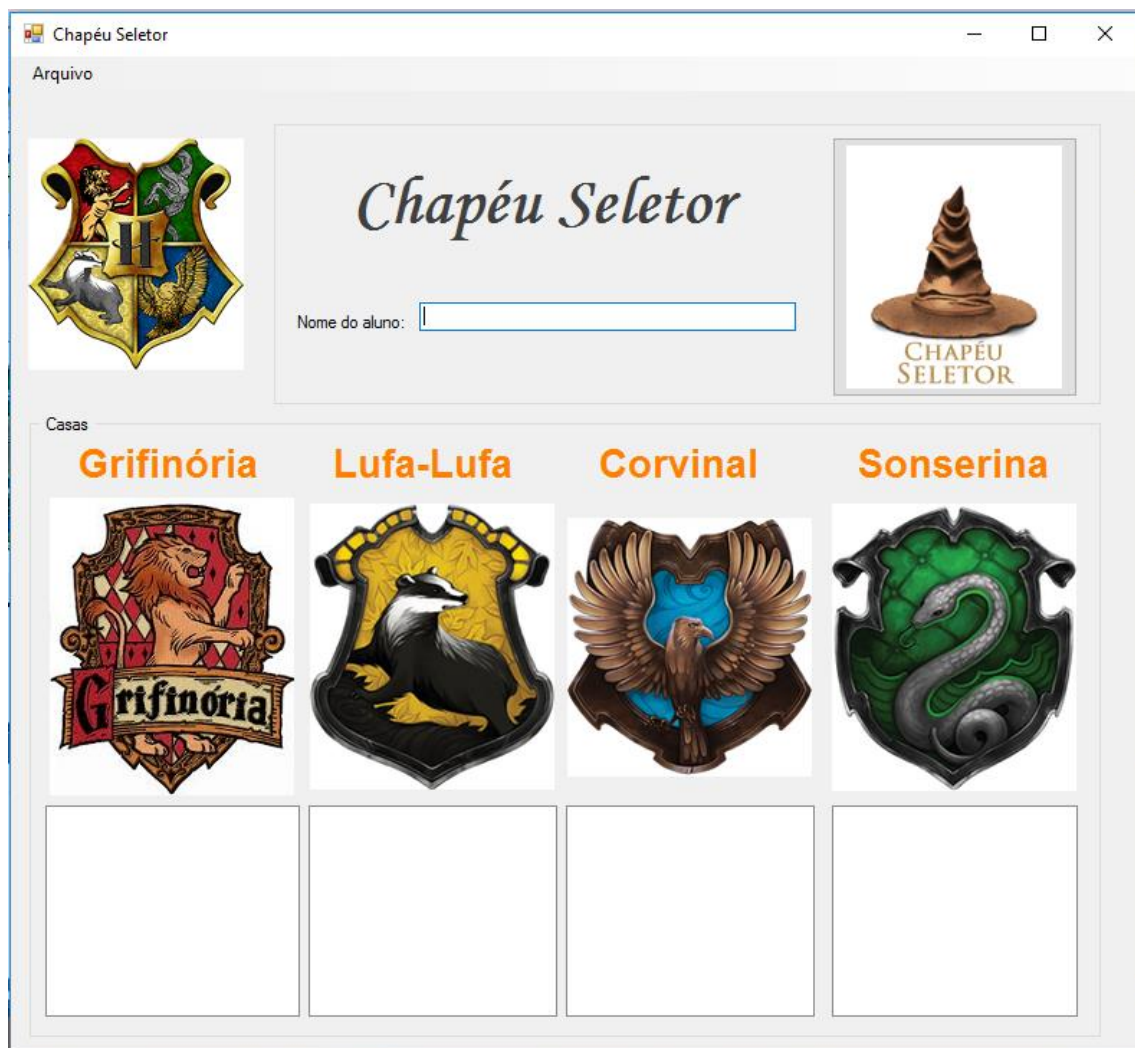 Chapéu Seletor
Arquivo
H
Chapéu Seletor
Nome do aluno:
CHAPÉU
SELETOR
Casas
Grifinória Lufa-Lufa Corvinal Sonserina
Grifinória